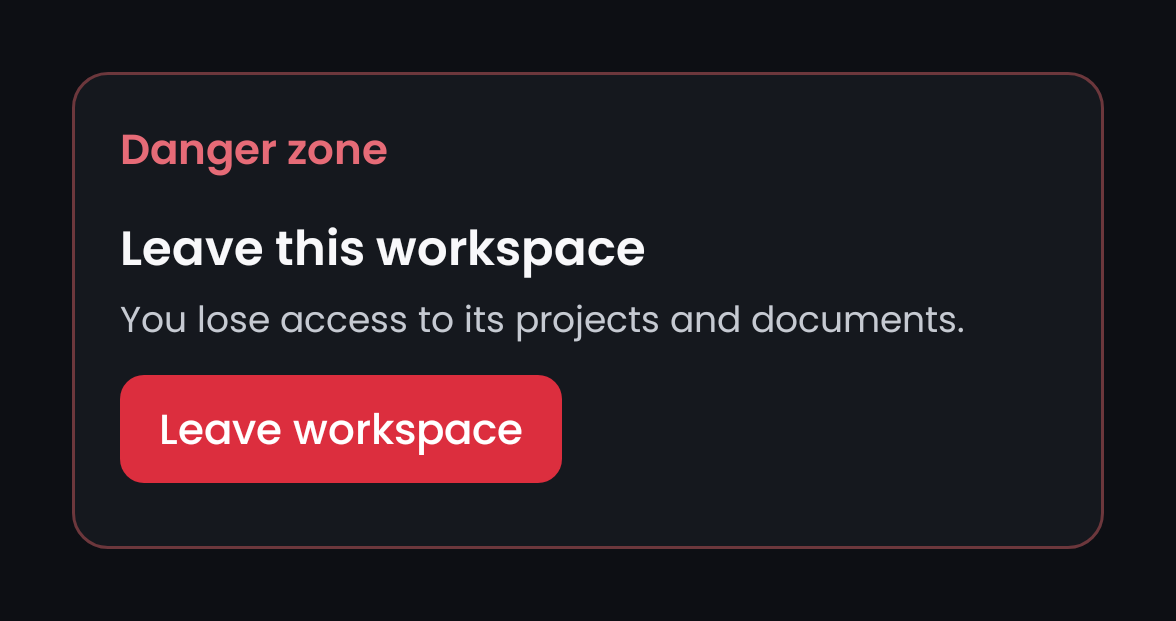 Danger zone
Leave this workspace
You lose access to its projects and documents.
Leave workspace